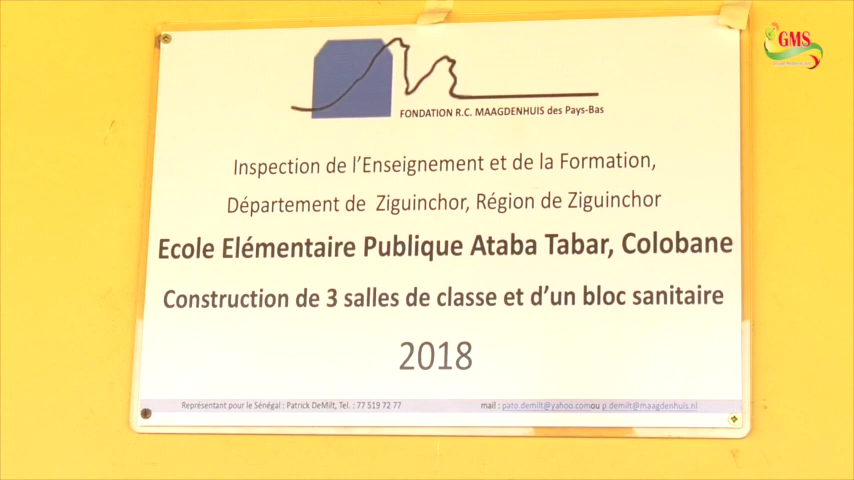 GMS
FONDATION R.C. MAAGDENHUIS des Pays-Bas
Inspection de l'Enseignement et de la Formation,
Département de Ziguinchor, Région de Ziguinchor
Ecole Elémentaire Publique Ataba Tabar, Colobane
Construction de 3 salles de classe et d'un bloc sanitaire
2018
Représentant pour le Sénégal : Patrick DeMilt, Tel. : 77 519 72 77 mail : pato.demilt@yahoo.comou p.demilt@maagdenhuis.nl